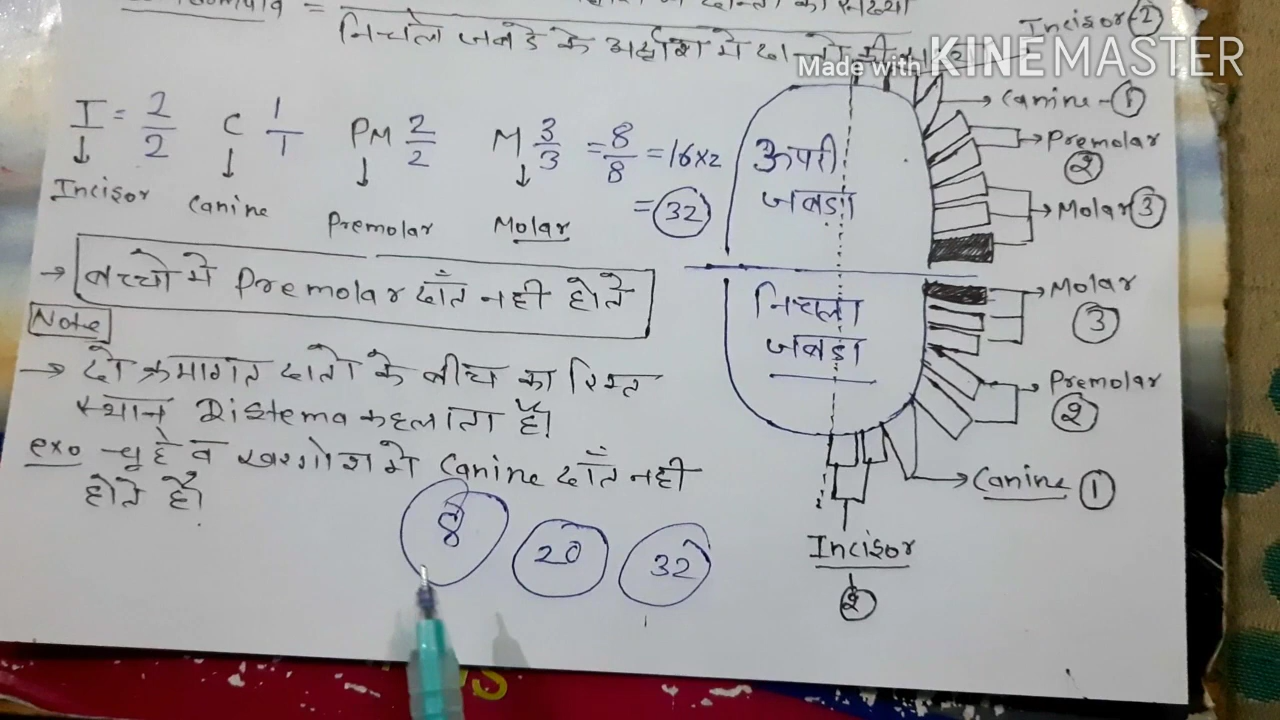 =
निचले जबडे के अर्धांश मे दान्तो की
Made with KINEMASTER
Incisor ②
Canine - ①
Premolar ②
Molar ③
I = 2/2 C 1/1 PM 2/2 M 3/3 = 8/8 = 16x2
= 32
Incisor Canine Premolar Molar
ऊपरी
जबड़ा
→ बच्चो मे Premolar दाँत नही होते
Note
→ दो क्रमागत दातो के बीच का रिक्त
स्थान Distema कहलाता है।
exo चूहे व खरगोश मे Canine दाँत नही
होते है।
8 20 32
निचला
जबड़ा
Molar
③
Premolar
②
Canine ①
Incisor
②